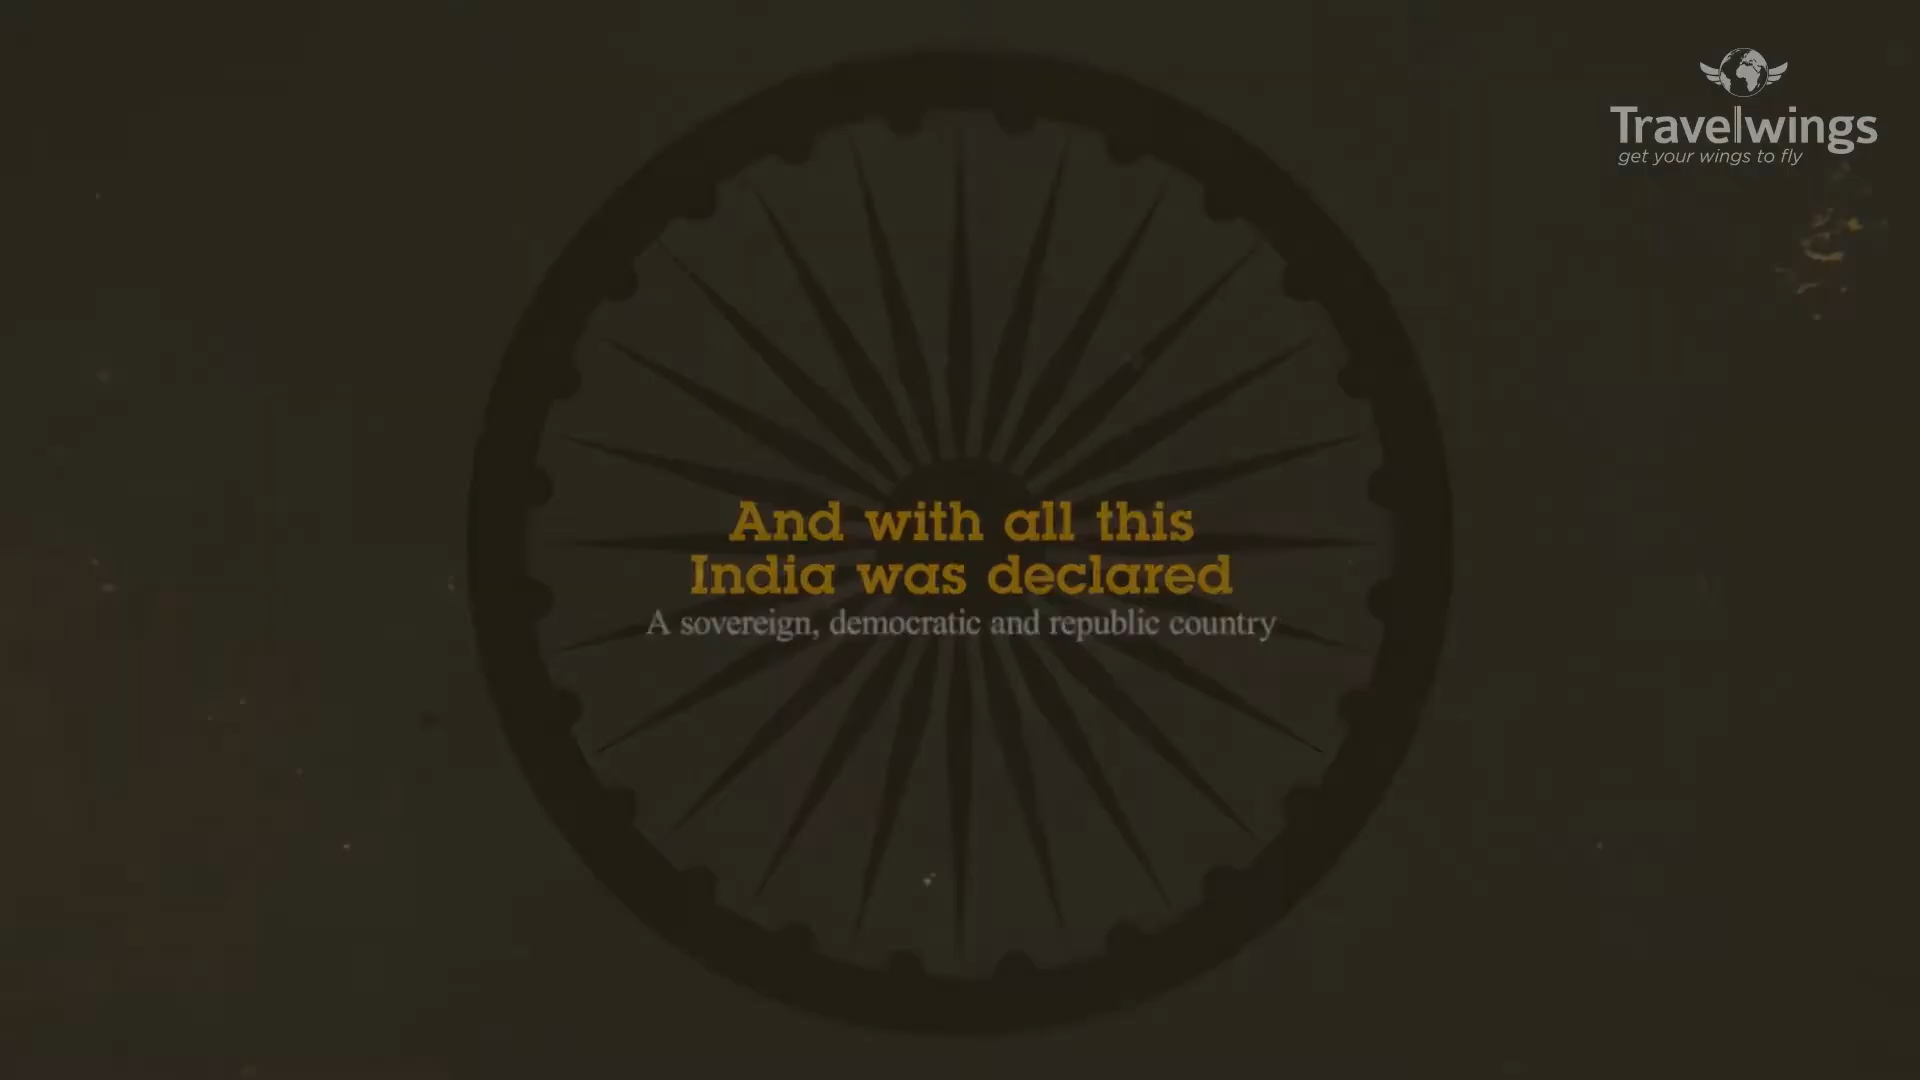 Travelwings
get your wings to fly
And with all this
India was declared
A sovereign, democratic and republic country